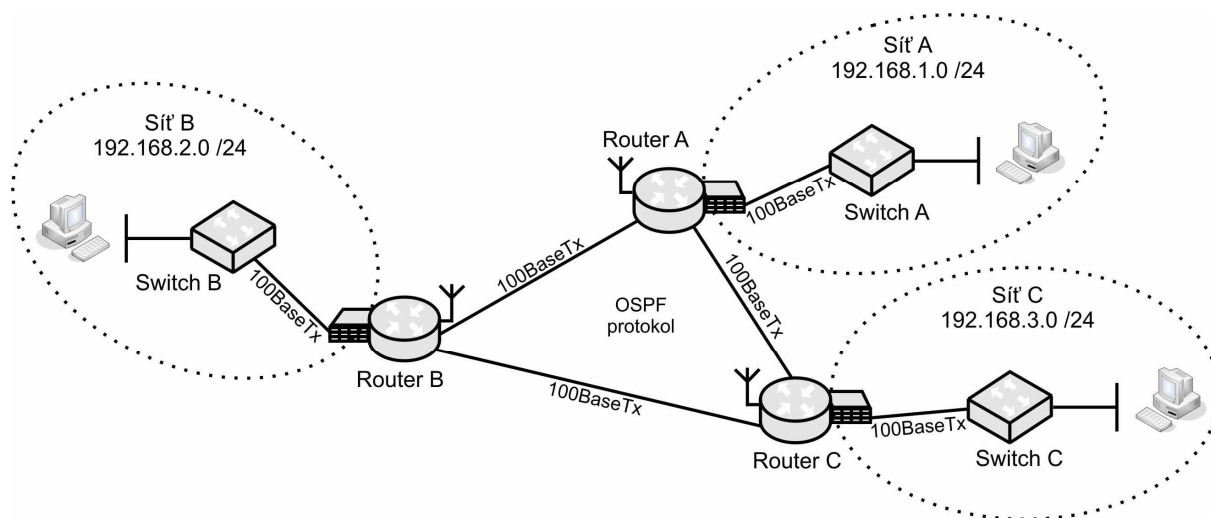 Síť A
192.168.1.0 /24
Síť B
192.168.2.0 /24
Router A
100BaseTx
Switch A
Switch B
100BaseTx
100BaseTx
100BaseTx
OSPF
protokol
Síť C
192.168.3.0 /24
Router B
100BaseTx
100BaseTx
Router C
Switch C